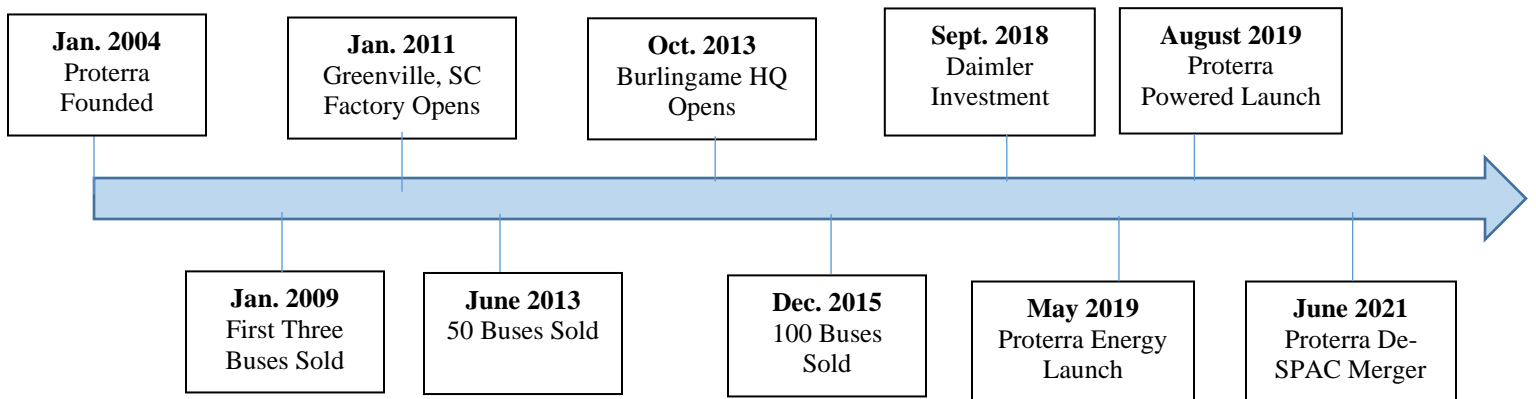 Jan. 2004
Proterra
Founded
Jan. 2011
Greenville, SC
Factory Opens
Oct. 2013
Burlingame HQ
Opens
Sept. 2018
Daimler
Investment
August 2019
Proterra
Powered Launch
Jan. 2009
First Three
Buses Sold
June 2013
50 Buses Sold
Dec. 2015
100 Buses
Sold
May 2019
Proterra Energy
Launch
June 2021
Proterra De-
SPAC Merger